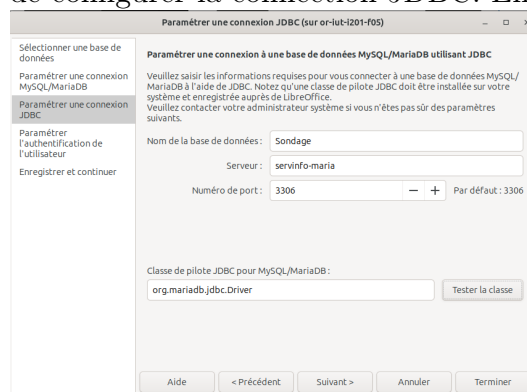 de configurer la connexion JDBC. En
Paramétrer une connexion JDBC (sur or-iut-i201-f05)
Sélectionner une base de
données
Paramétrer une connexion
MySQL/MariaDB
Paramétrer une connexion
JDBC
Paramétrer
l'authentification de
l'utilisateur
Enregistrer et continuer
Paramétrer une connexion à une base de données MySQL/MariaDB utilisant JDBC
Veuillez saisir les informations requises pour vous connecter à une base de données MySQL/
MariaDB à l'aide de JDBC. Notez qu'une classe de pilote JDBC doit être installée sur votre
système et enregistrée auprès de LibreOffice.
Veuillez contacter votre administrateur système si vous n'êtes pas sûr des paramètres
suivants.
Nom de la base de données : Sondage
Serveur : servinfo-maria
Numéro de port : 3306 − + Par défaut : 3306
Classe de pilote JDBC pour MySQL/MariaDB :
org.mariadb.jdbc.Driver Tester la classe
Aide < Précédent Suivant > Annuler Terminer